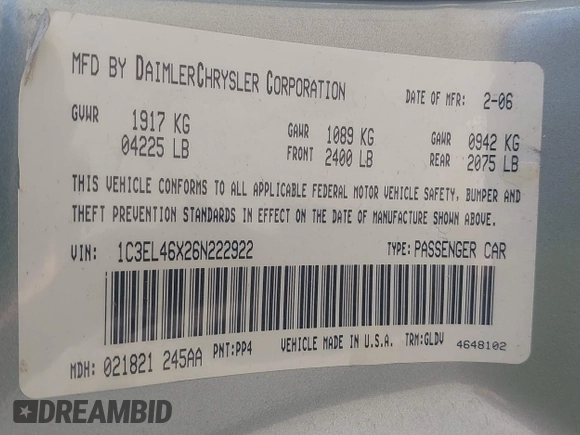 MFD BY DAIMLERCHRYSLER CORPORATION
DATE OF MFR: 2-06
GVWR 1917 KG
04225 LB
GAWR 1089 KG
FRONT 2400 LB
GAWR 0942 KG
REAR 2075 LB
THIS VEHICLE CONFORMS TO ALL APPLICABLE FEDERAL MOTOR VEHICLE SAFETY, BUMPER AND
THEFT PREVENTION STANDARDS IN EFFECT ON THE DATE OF MANUFACTURE SHOWN ABOVE.
VIN: 1C3EL46X26N222922
TYPE: PASSENGER CAR
MDH: 021821 245AA
PNT:PP4
VEHICLE MADE IN U.S.A.
TRM:GLDV
4648102
DREAMBID